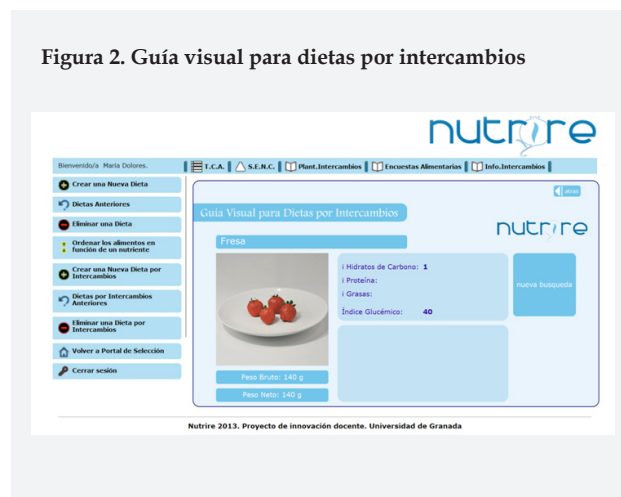 Figura 2. Guía visual para dietas por intercambios
nutrire
Bienvenido/a Maria Dolores.
T.C.A. S.E.N.C. Plant.Intercambios Encuestas Alimentarias Info.Intercambios
Crear una Nueva Dieta
Dietas Anteriores
Eliminar una Dieta
Ordenar los alimentos en
función de un nutriente
Crear una Nueva Dieta por
Intercambios
Dietas por Intercambios
Anteriores
Eliminar una Dieta por
Intercambios
Volver a Portal de Selección
Cerrar sesión
atras
Guía Visual para Dietas por Intercambios
nutrire
Fresa
i Hidratos de Carbono: 1
i Proteína:
i Grasas:
Índice Glucémico: 40
nueva busqueda
Peso Bruto: 140 g
Peso Neto: 140 g
Nutrire 2013. Proyecto de innovación docente. Universidad de Granada